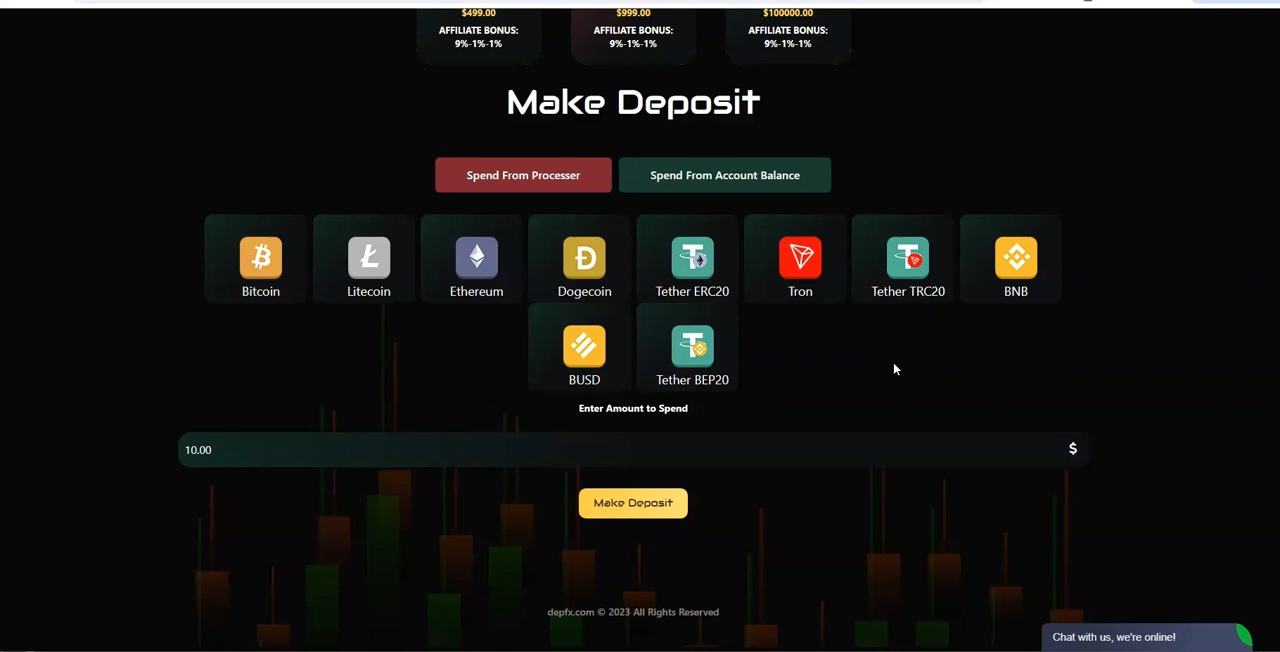 $499.00 $999.00 $100000.00
AFFILIATE BONUS: AFFILIATE BONUS: AFFILIATE BONUS:
9%-1%-1% 9%-1%-1% 9%-1%-1%
Make Deposit
Spend From Processer Spend From Account Balance
Bitcoin Litecoin Ethereum Dogecoin Tether ERC20 Tron Tether TRC20 BNB
BUSD Tether BEP20
Enter Amount to Spend
10.00 $
Make Deposit
depfx.com © 2023 All Rights Reserved
Chat with us, we're online!